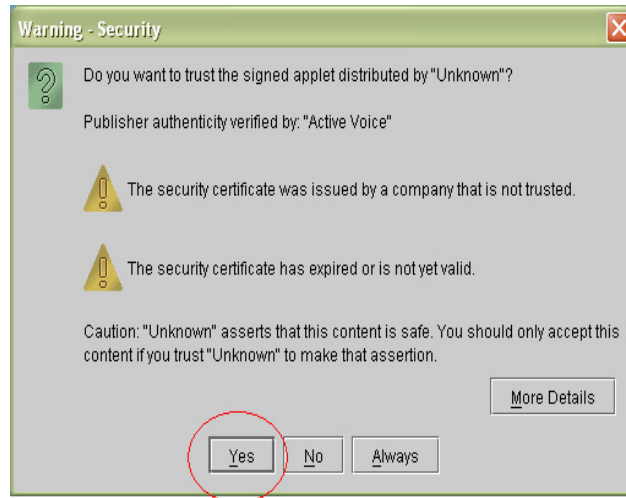 Warning - Security
Do you want to trust the signed applet distributed by "Unknown"?
Publisher authenticity verified by: "Active Voice"
The security certificate was issued by a company that is not trusted.
The security certificate has expired or is not yet valid.
Caution: "Unknown" asserts that this content is safe. You should only accept this
content if you trust "Unknown" to make that assertion.
More Details
Yes No Always